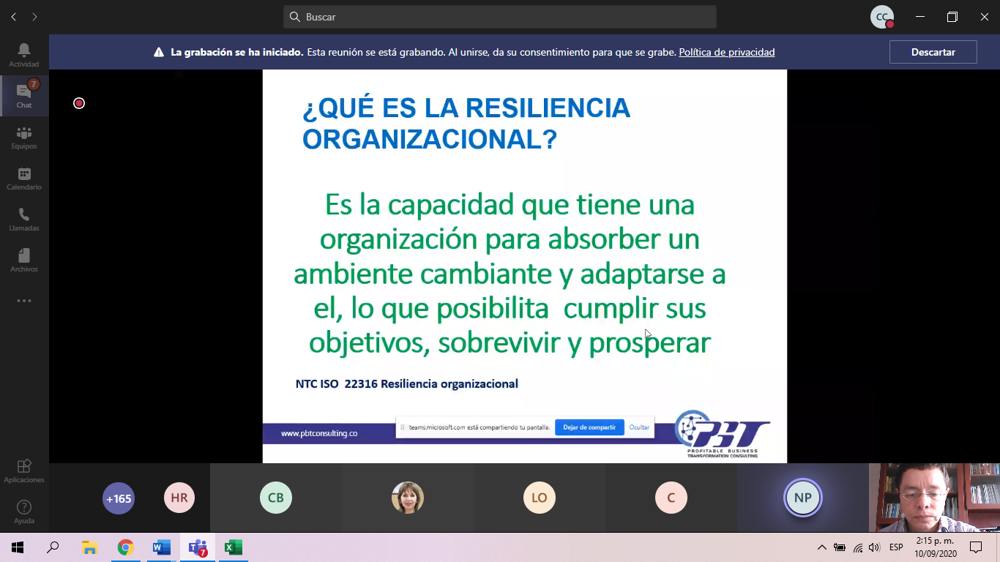 Buscar
CC
La grabación se ha iniciado. Esta reunión se está grabando. Al unirse, da su consentimiento para que se grabe. Política de privacidad
Descartar
Actividad
7
Chat
Equipos
Calendario
Llamadas
Archivos
Aplicaciones
Ayuda
¿QUÉ ES LA RESILIENCIA
ORGANIZACIONAL?
Es la capacidad que tiene una
organización para absorber un
ambiente cambiante y adaptarse a
el, lo que posibilita cumplir sus
objetivos, sobrevivir y prosperar
NTC ISO 22316 Resiliencia organizacional
teams.microsoft.com está compartiendo tu pantalla. Dejar de compartir Ocultar
www.pbtconsulting.co
PBT
PROFITABLE BUSINESS
TRANSFORMATION CONSULTING
+165 HR CB LO C NP
7
ESP
2:15 p. m.
10/09/2020